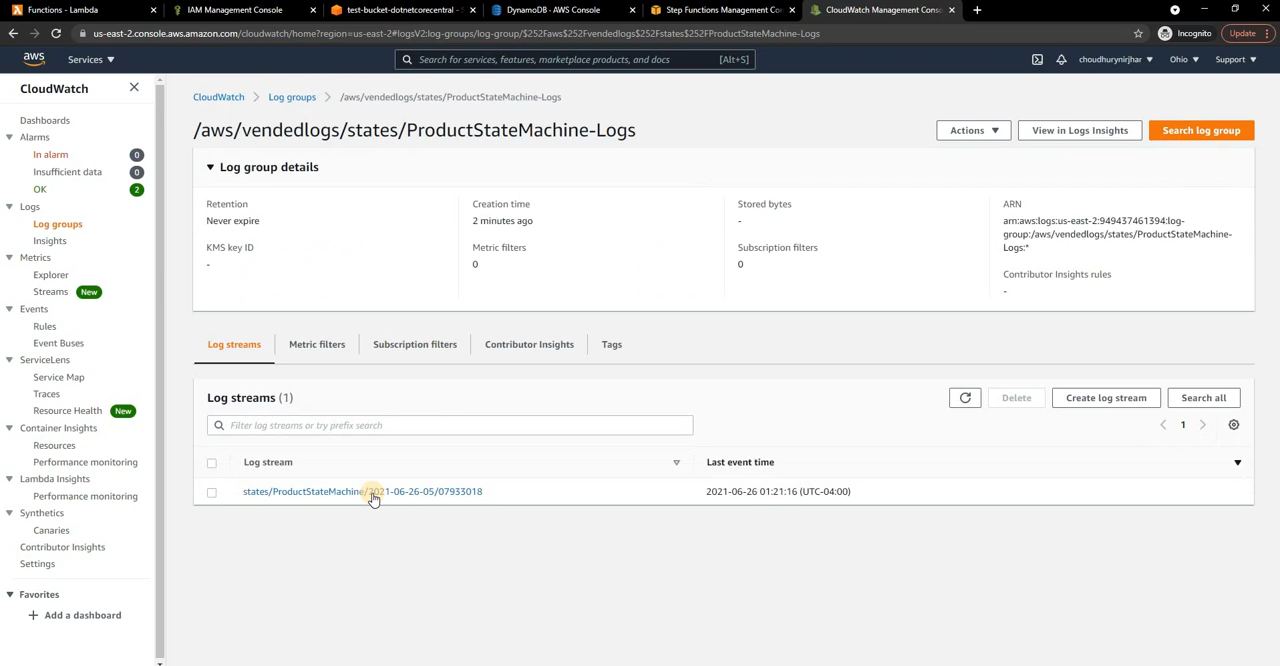 Functions - Lambda
IAM Management Console
test-bucket-dotnetcorecentral - S
DynamoDB - AWS Console
Step Functions Management Con
CloudWatch Management Conso
us-east-2.console.aws.amazon.com/cloudwatch/home?region=us-east-2#logsV2:log-groups/log-group/$252Faws$252Fvendedlogs$252Fstates$252FProductStateMachine-Logs
Incognito
Update
aws
Services
Search for services, features, marketplace products, and docs
[Alt+S]
choudhurynirjhar
Ohio
Support
CloudWatch
Dashboards
Alarms
In alarm 0
Insufficient data 0
OK 2
Logs
Log groups
Insights
Metrics
Explorer
Streams New
Events
Rules
Event Buses
ServiceLens
Service Map
Traces
Resource Health New
Container Insights
Resources
Performance monitoring
Lambda Insights
Performance monitoring
Synthetics
Canaries
Contributor Insights
Settings
Favorites
Add a dashboard
CloudWatch > Log groups > /aws/vendedlogs/states/ProductStateMachine-Logs
/aws/vendedlogs/states/ProductStateMachine-Logs
Actions
View in Logs Insights
Search log group
Log group details
Retention
Never expire
KMS key ID
-
Creation time
2 minutes ago
Metric filters
0
Stored bytes
-
Subscription filters
0
ARN
arn:aws:logs:us-east-2:949437461394:log-
group:/aws/vendedlogs/states/ProductStateMachine-
Logs:*
Contributor Insights rules
-
Log streams
Metric filters
Subscription filters
Contributor Insights
Tags
Log streams (1)
Delete
Create log stream
Search all
Filter log streams or try prefix search
1
Log stream
Last event time
states/ProductStateMachine/2021-06-26-05/07933018
2021-06-26 01:21:16 (UTC-04:00)